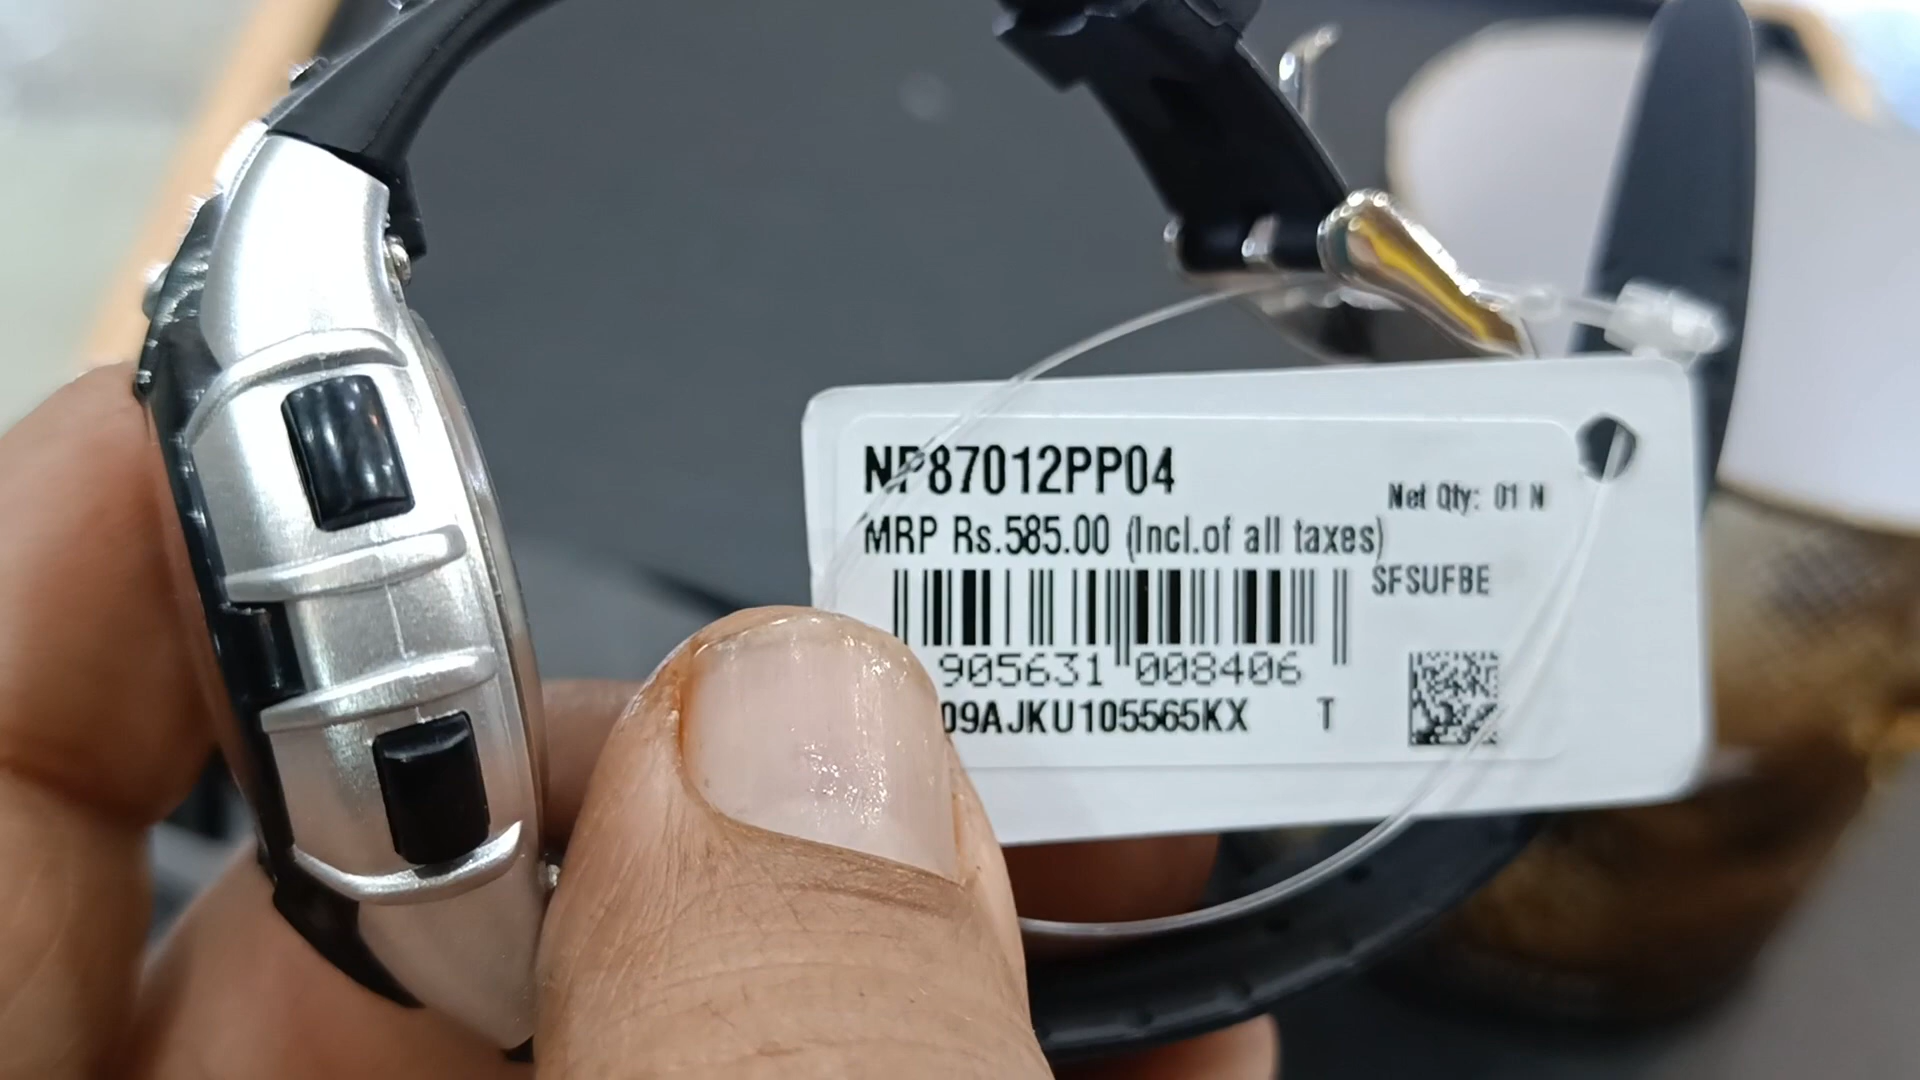 NP87012PP04
Net Qty: 01 N
MRP Rs.585.00 (Incl.of all taxes)
SFSUFBE
905631 008406
09AJKU105565KX T